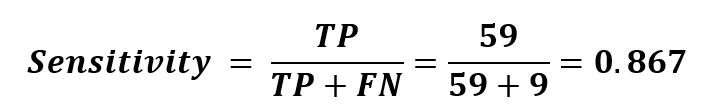 Sensitivity = TP / TP + FN = 59 / 59 + 9 = 0.867